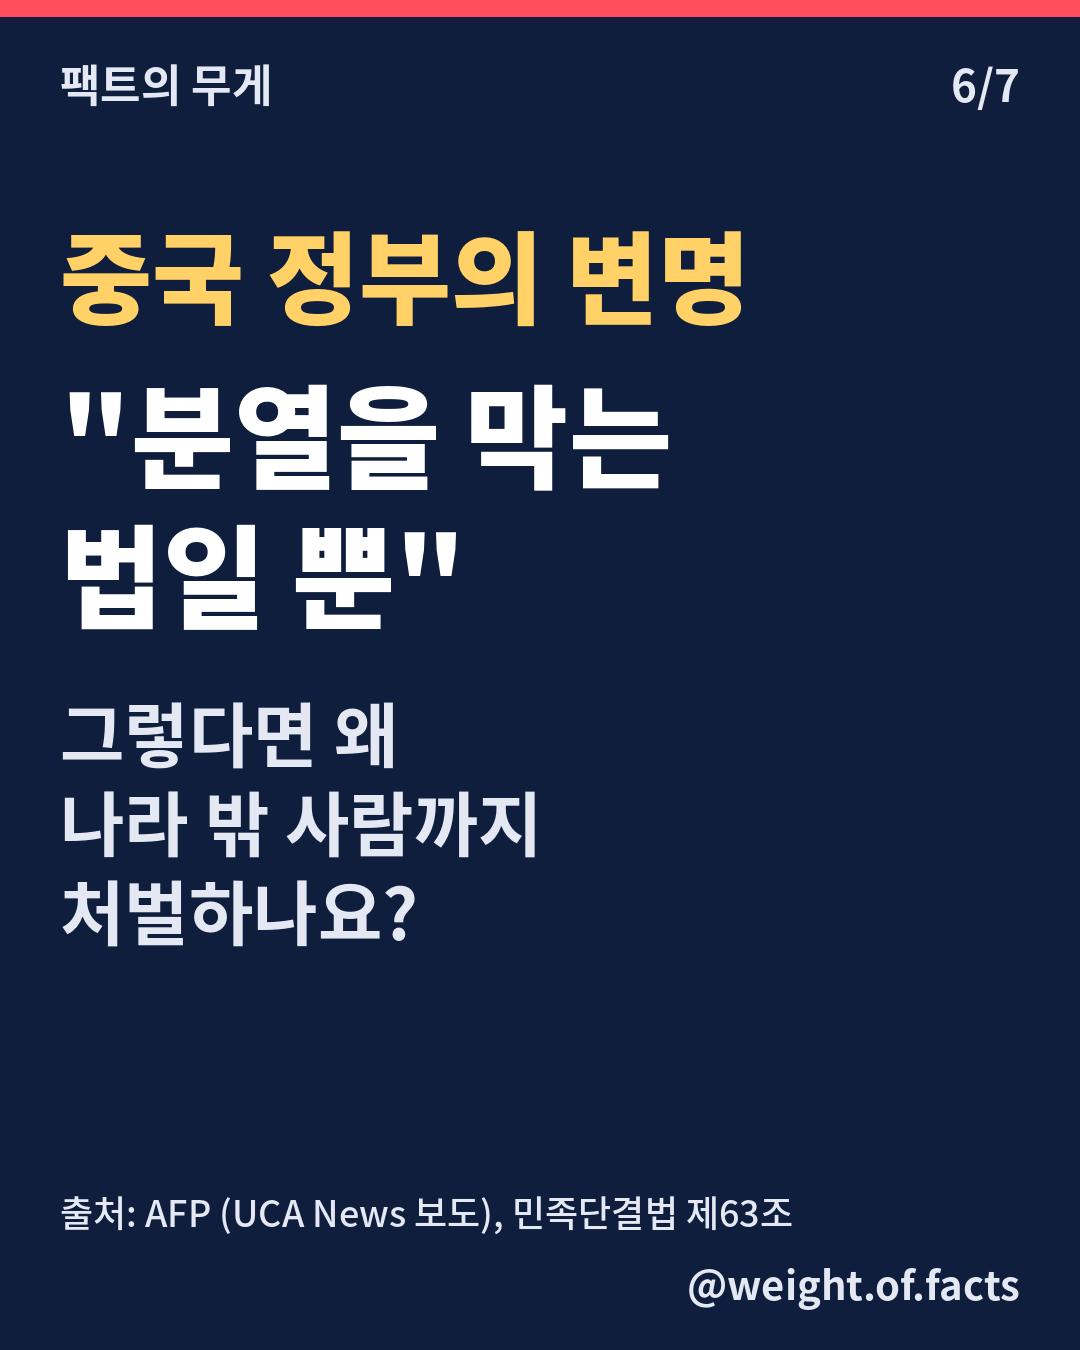 팩트의 무게
6/7
중국 정부의 변명
"분열을 막는
법일 뿐"
그렇다면 왜
나라 밖 사람까지
처벌하나요?
출처: AFP (UCA News 보도), 민족단결법 제63조
@weight.of.facts